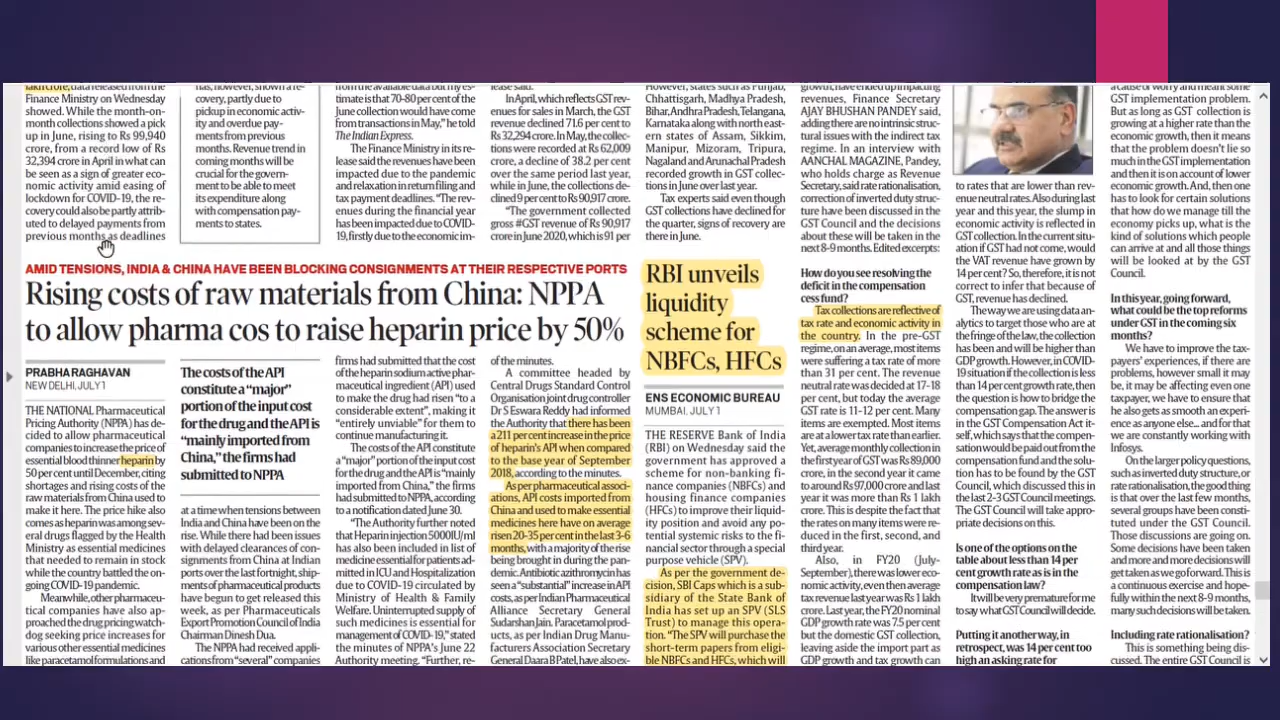 lakh crore, data released from the
Finance Ministry on Wednesday
showed. While the month-on-
month collections showed a pick
up in June, rising to Rs 99,940
crore, from a record low of Rs
32,394 crore in April in what can
be seen as a sign of greater eco-
nomic activity amid easing of
lockdown for COVID-19, the re-
covery could also be partly attrib-
uted to delayed payments from
previous months as deadlines
has, however, shown a re-
covery, partly due to
pickup in economic activ-
ity and overdue pay-
ments from previous
months. Revenue trend in
coming months will be
crucial for the govern-
ment to be able to meet
its expenditure along
with compensation pay-
ments to states.
from the available data but my es-
timate is that 70-80 per cent of the
June collection would have come
from transactions in May," he told
The Indian Express.
The Finance Ministry in its re-
lease said the revenues have been
impacted due to the pandemic
and relaxation in return filing and
tax payment deadlines. "The rev-
enues during the financial year
has been impacted due to COVID-
19, firstly due to the economic im-
lease said.
In April, which reflects GST rev-
enues for sales in March, the GST
revenue declined 71.6 per cent to
Rs 32,294 crore. In May, the collec-
tions were recorded at Rs 62,009
crore, a decline of 38.2 per cent
over the same period last year,
while in June, the collections de-
clined 9 per cent to Rs 90,917 crore.
"The government collected
gross #GST revenue of Rs 90,917
crore in June 2020, which is 91 per
However, states such as Punjab,
Chhattisgarh, Madhya Pradesh,
Bihar, Andhra Pradesh, Telangana,
Karnataka along with north east-
ern states of Assam, Sikkim,
Manipur, Mizoram, Tripura,
Nagaland and Arunachal Pradesh
recorded growth in GST collec-
tions in June over last year.
Tax experts said even though
GST collections have declined for
the quarter, signs of recovery are
there in June.
AMID TENSIONS, INDIA & CHINA HAVE BEEN BLOCKING CONSIGNMENTS AT THEIR RESPECTIVE PORTS
Rising costs of raw materials from China: NPPA
to allow pharma cos to raise heparin price by 50%
PRABHA RAGHAVAN
NEW DELHI, JULY 1
THE NATIONAL Pharmaceutical
Pricing Authority (NPPA) has de-
cided to allow pharmaceutical
companies to increase the price of
essential blood thinner heparin by
50 per cent until December, citing
shortages and rising costs of the
raw materials from China used to
make it here. The price hike also
comes as heparin was among sev-
eral drugs flagged by the Health
Ministry as essential medicines
that needed to remain in stock
while the country battled the on-
going COVID-19 pandemic.
Meanwhile, other pharmaceu-
tical companies have also ap-
proached the drug pricing watch-
dog seeking price increases for
various other essential medicines
like paracetamol formulations and
The costs of the API
constitute a "major"
portion of the input cost
for the drug and the API is
"mainly imported from
China," the firms had
submitted to NPPA
at a time when tensions between
India and China have been on the
rise. While there had been issues
with delayed clearances of con-
signments from China at Indian
ports over the last fortnight, ship-
ments of pharmaceutical products
have begun to get released this
week, as per Pharmaceuticals
Export Promotion Council of India
Chairman Dinesh Dua.
The NPPA had received appli-
cations from "several" companies
firms had submitted that the cost
of the heparin sodium active phar-
maceutical ingredient (API) used
to make the drug had risen "to a
considerable extent", making it
"entirely unviable" for them to
continue manufacturing it.
The costs of the API constitute
a "major" portion of the input cost
for the drug and the API is "mainly
imported from China," the firms
had submitted to NPPA, according
to a notification dated June 30.
"The Authority further noted
that Heparin injection 5000IU/ml
has also been included in list of
medicine essential for patients ad-
mitted in ICU and Hospitalization
due to COVID-19 circulated by
Ministry of Health & Family
Welfare. Uninterrupted supply of
such medicines is essential for
management of COVID-19," stated
the minutes of NPPA's June 22
Authority meeting. "Further, re-
of the minutes.
A committee headed by
Central Drugs Standard Control
Organisation joint drug controller
Dr S Eswara Reddy had informed
the Authority that there has been
a 211 per cent increase in the price
of heparin's API when compared
to the base year of September
2018, according to the minutes.
As per pharmaceutical associ-
ations, API costs imported from
China and used to make essential
medicines here have on average
risen 20-35 per cent in the last 3-6
months, with a majority of the rise
being brought in during the pan-
demic. Antibiotic azithromycin has
seen a "substantial" increase in API
costs, as per Indian Pharmaceutical
Alliance Secretary General
Sudarshan Jain. Paracetamol prod-
ucts, as per Indian Drug Manu-
facturers Association Secretary
General Daara B Patel, have also ex-
RBI unveils
liquidity
scheme for
NBFCs, HFCs
ENS ECONOMIC BUREAU
MUMBAI, JULY 1
THE RESERVE Bank of India
(RBI) on Wednesday said the
government has approved a
scheme for non-banking fi-
nance companies (NBFCs) and
housing finance companies
(HFCs) to improve their liquid-
ity position and avoid any po-
tential systemic risks to the
financial sector through a special
purpose vehicle (SPV).
As per the government de-
cision, SBI Caps which is a sub-
sidiary of the State Bank of
India has set up an SPV (SLS
Trust) to manage this opera-
tion. "The SPV will purchase the
short-term papers from eligi-
ble NBFCs and HFCs, which will
growth, have ended up impacting
revenues, Finance Secretary
AJAY BHUSHAN PANDEY said,
adding there are no intrinsic struc-
tural issues with the indirect tax
regime. In an interview with
AANCHAL MAGAZINE, Pandey,
who holds charge as Revenue
Secretary, said rate rationalisation,
correction of inverted duty struc-
ture have been discussed in the
GST Council and the decisions
about these will be taken in the
next 8-9 months. Edited excerpts:
How do you see resolving the
deficit in the compensation
cess fund?
Tax collections are reflective of
tax rate and economic activity in
the country. In the pre-GST
regime, on an average, most items
were suffering a tax rate of more
than 31 per cent. The revenue
neutral rate was decided at 17-18
per cent, but today the average
GST rate is 11-12 per cent. Many
items are exempted. Most items
are at a lower tax rate than earlier.
Yet, average monthly collection in
the first year of GST was Rs 89,000
crore, in the second year it came
to around Rs 97,000 crore and last
year it was more than Rs 1 lakh
crore. This is despite the fact that
the rates on many items were re-
duced in the first, second, and
third year.
Also, in FY20 (July-
September), there was lower eco-
nomic activity, even then average
tax revenue last year was Rs 1 lakh
crore. Last year, the FY20 nominal
GDP growth rate was 7.5 per cent
but the domestic GST collection,
leaving aside the import part as
GDP growth and tax growth can
to rates that are lower than rev-
enue neutral rates. Also during last
year and this year, the slump in
economic activity is reflected in
GST collection. In the current situ-
ation if GST had not come, would
the VAT revenue have grown by
14 per cent? So, therefore, it is not
correct to infer that because of
GST, revenue has declined.
The way we are using data an-
alytics to target those who are at
the fringe of the law, the collection
has been and will be higher than
GDP growth. However, in COVID-
19 situation if the collection rate is
less than 14 per cent growth rate, then
the question is how to bridge the
compensation gap. The answer is
in the GST Compensation Act it-
self, which says that the compen-
sation would be paid out from the
compensation fund and the solu-
tion has to be found by the GST
Council, which discussed this in
the last 2-3 GST Council meetings.
The GST Council will take appro-
priate decisions on this.
Is one of the options on the
table about less than 14 per
cent growth rate as is in the
compensation law?
It will be very premature for me
to say what GST Council will decide.
Putting it another way, in
retrospect, was 14 per cent too
high an asking rate for
a cause of worry and meant some
GST implementation problem.
But as long as GST collection is
growing at a higher rate than the
economic growth, then it means
that the problem doesn't lie so
much in the GST implementation
and then it is on account of lower
economic growth. And, then one
has to look for certain solutions
that how do we manage till the
economy picks up, what is the
kind of solutions which people
can arrive at and all those things
will be looked at by the GST
Council.
In this year, going forward,
what could be the top reforms
under GST in the coming six
months?
We have to improve the tax-
payers' experiences, if there are
problems, however small it may
be, it may be affecting even one
taxpayer, we have to ensure that
he also gets as smooth an experi-
ence as anyone else... and for that
we are constantly working with
Infosys.
On the larger policy questions,
such as inverted duty structure, or
rate rationalisation, the good thing
is that over the last few months,
several groups have been consti-
tuted under the GST Council.
Those discussions are going on.
Some decisions have been taken
and more and more decisions will
get taken as we go forward. This is
a continuous exercise and hope-
fully within the next 8-9 months,
many such decisions will be taken.
Including rate rationalisation?
This is something being dis-
cussed. The entire GST Council is